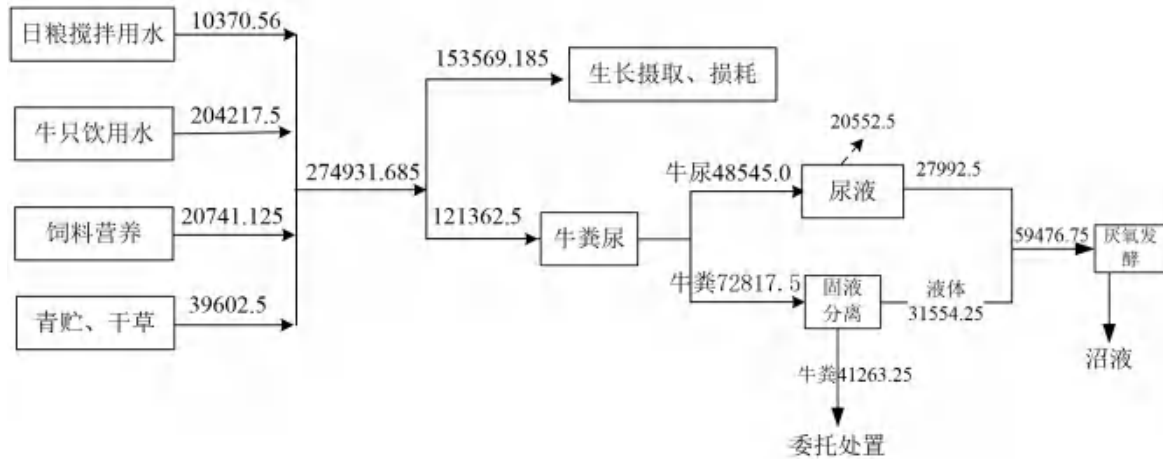 日粮搅拌用水
10370.56
牛只饮用水
204217.5
饲料营养
20741.125
青贮、干草
39602.5
274931.685
153569.185
生长摄取、损耗
121362.5
牛粪尿
牛尿48545.0
尿液
20552.5
27992.5
牛粪72817.5
固液
分离
液体
31554.25
牛粪41263.25
委托处置
59476.75
厌氧发
酵
沼液